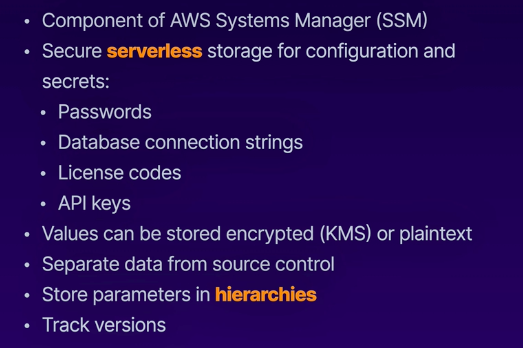 • Component of AWS Systems Manager (SSM)
• Secure serverless storage for configuration and
secrets:
• Passwords
• Database connection strings
• License codes
• API keys
• Values can be stored encrypted (KMS) or plaintext
• Separate data from source control
• Store parameters in hierarchies
• Track versions